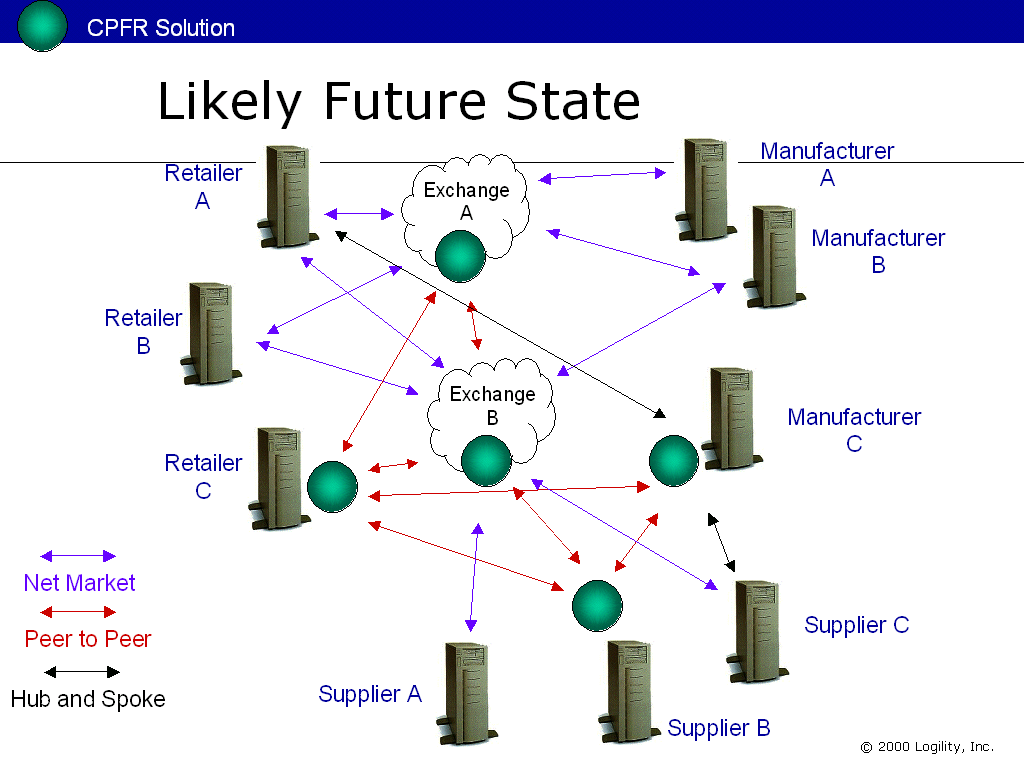 CPFR Solution
Likely Future State
Retailer
A
Exchange
A
Manufacturer
A
Manufacturer
B
Retailer
B
Exchange
B
Manufacturer
C
Retailer
C
Net Market
Peer to Peer
Hub and Spoke
Supplier A
Supplier B
Supplier C
© 2000 Logility, Inc.